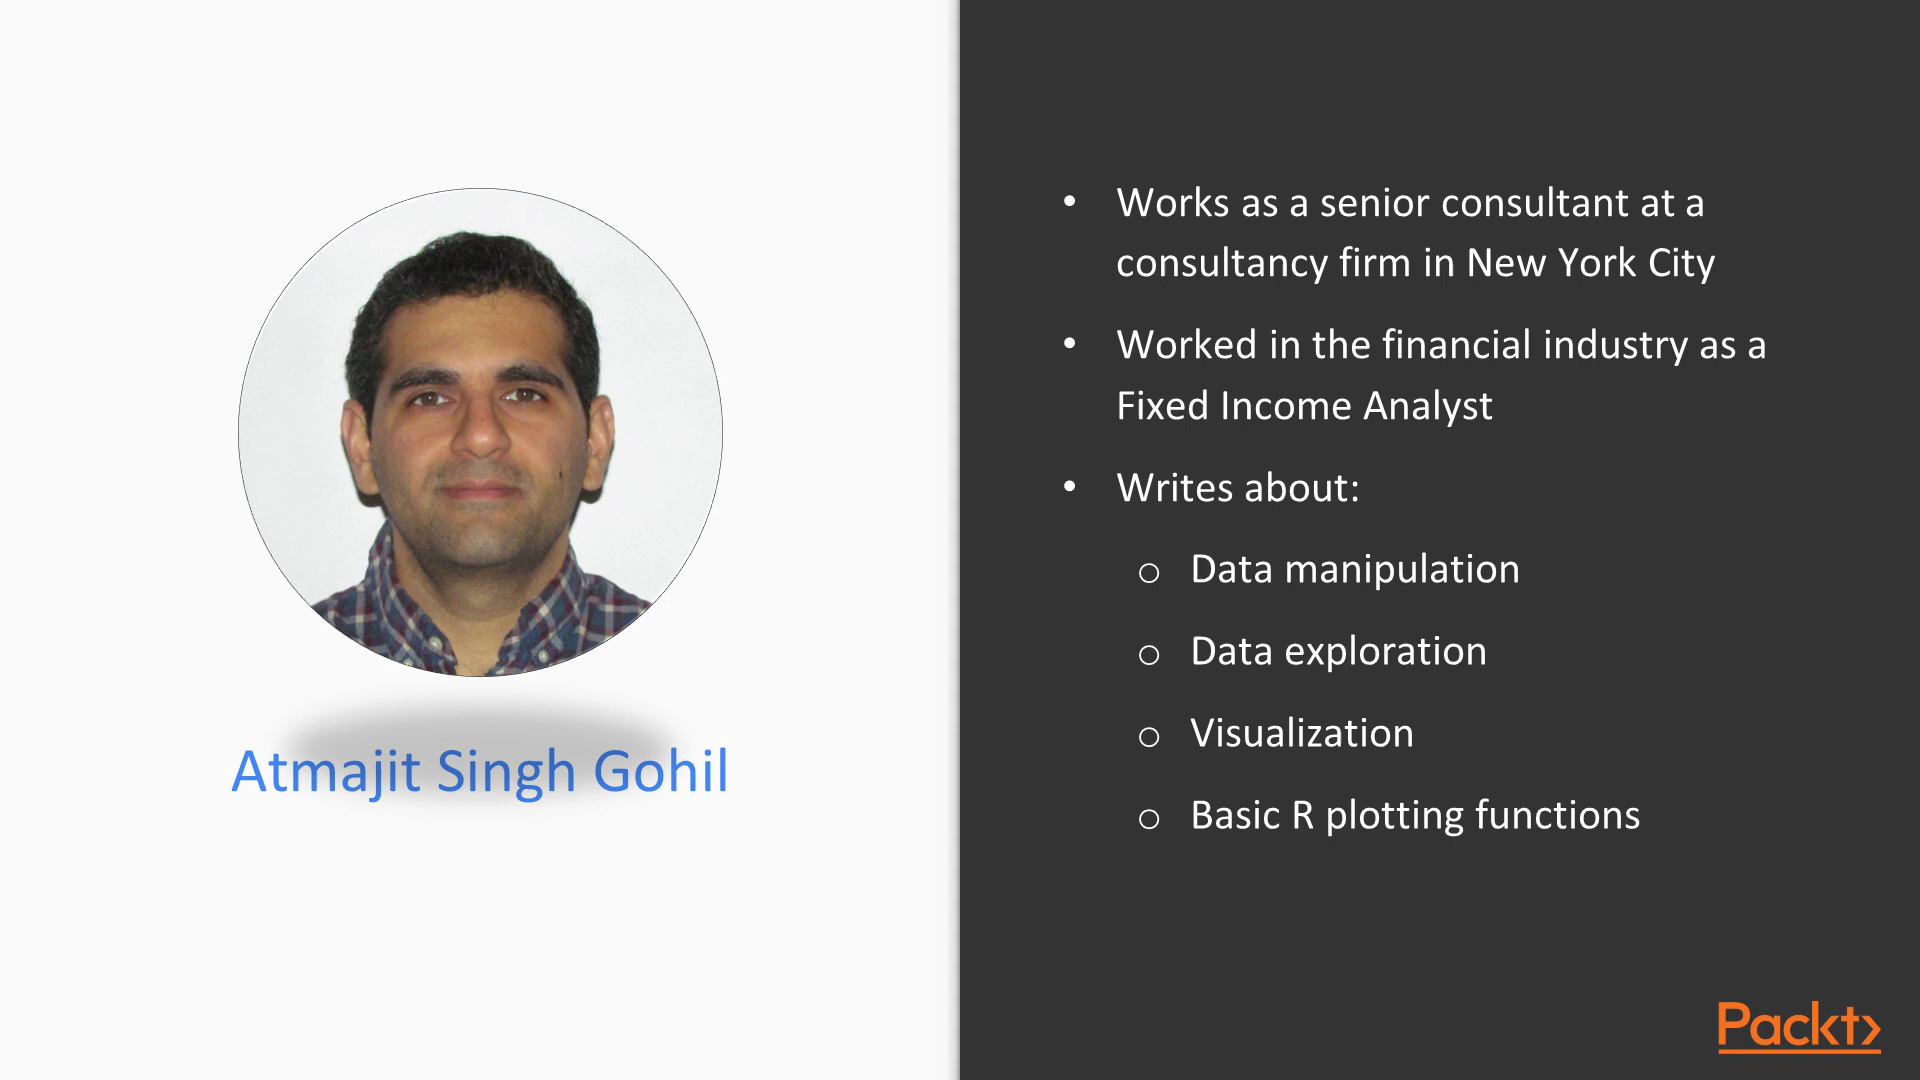 Atmajit Singh Gohil
• Works as a senior consultant at a
consultancy firm in New York City
• Worked in the financial industry as a
Fixed Income Analyst
• Writes about:
o Data manipulation
o Data exploration
o Visualization
o Basic R plotting functions
Packt>